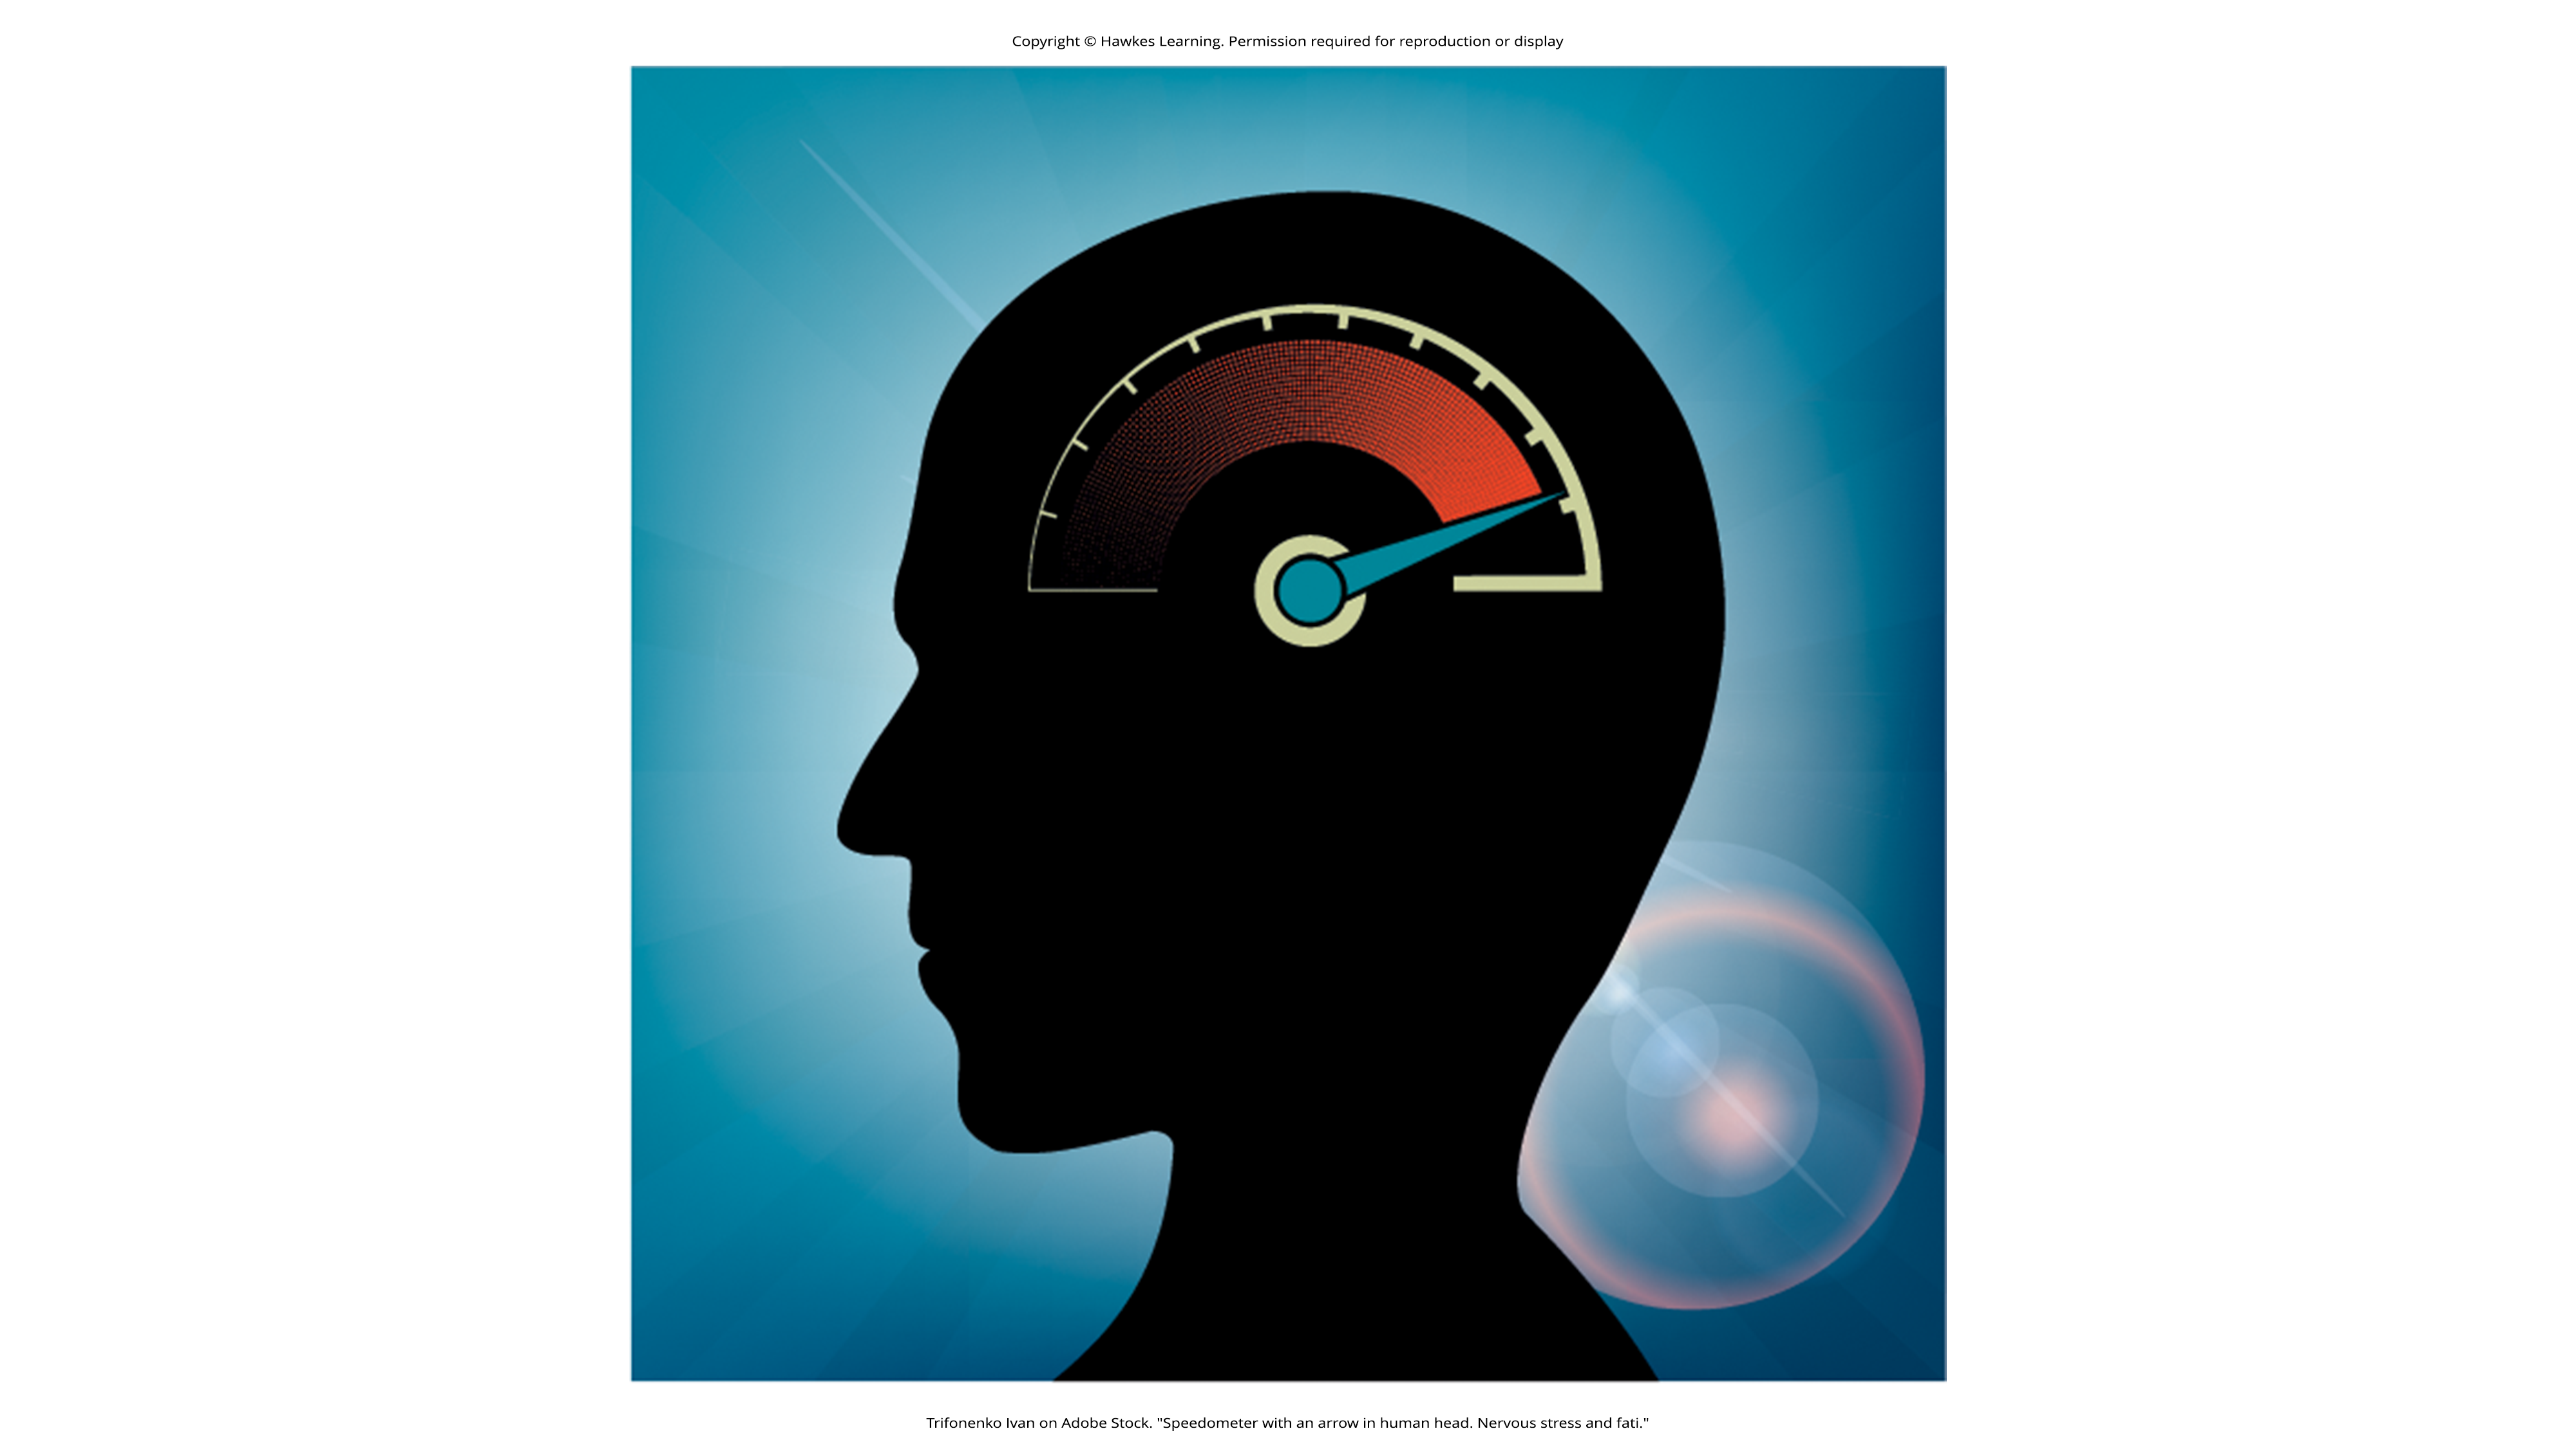 Copyright © Hawkes Learning. Permission required for reproduction or display
Trifonenko Ivan on Adobe Stock. "Speedometer with an arrow in human head. Nervous stress and fati."